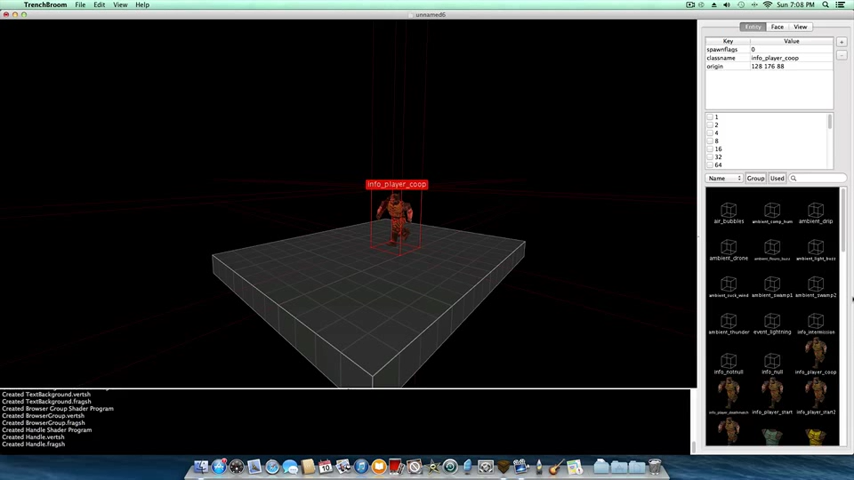 TrenchBroom File Edit View Help
Sun 7:08 PM
unnamed6
Entity Face View
Key Value
spawnflags 0
classname info_player_coop
origin 128 176 88
1
2
4
8
16
32
64
Name Group Used
info_player_coop
air_bubbles ambient_comp_hum ambient_drip
ambient_drone ambient_flouro_buzz ambient_light_buzz
ambient_suck_wind ambient_swamp1 ambient_swamp2
ambient_thunder event_lightning info_intermission
info_notnull info_null info_player_coop
info_player_deathmatch info_player_start info_player_start2
Created TextBackground.vertsh
Created TextBackground.fragsh
Created Browser Group Shader Program
Created BrowserGroup.vertsh
Created BrowserGroup.fragsh
Created Handle Shader Program
Created Handle.vertsh
Created Handle.fragsh